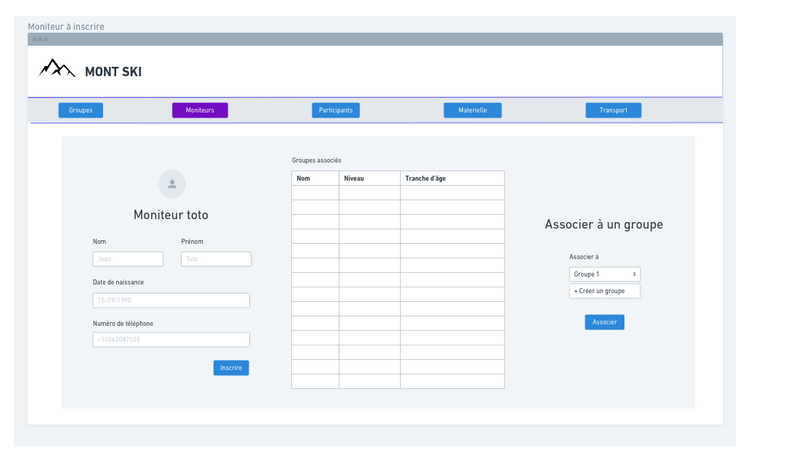 Moniteur à inscrire
MONT SKI
Groupes
Moniteurs
Participants
Materielle
Transport
Moniteur toto
Nom
Prénom
Jean
Toto
Date de naissance
15/09/1990
Numéro de téléphone
+33562087025
Inscrire
Groupes associés
Nom
Niveau
Tranche d'âge
Associer à un groupe
Associer à
Groupe 1
+ Créer un groupe
Associer